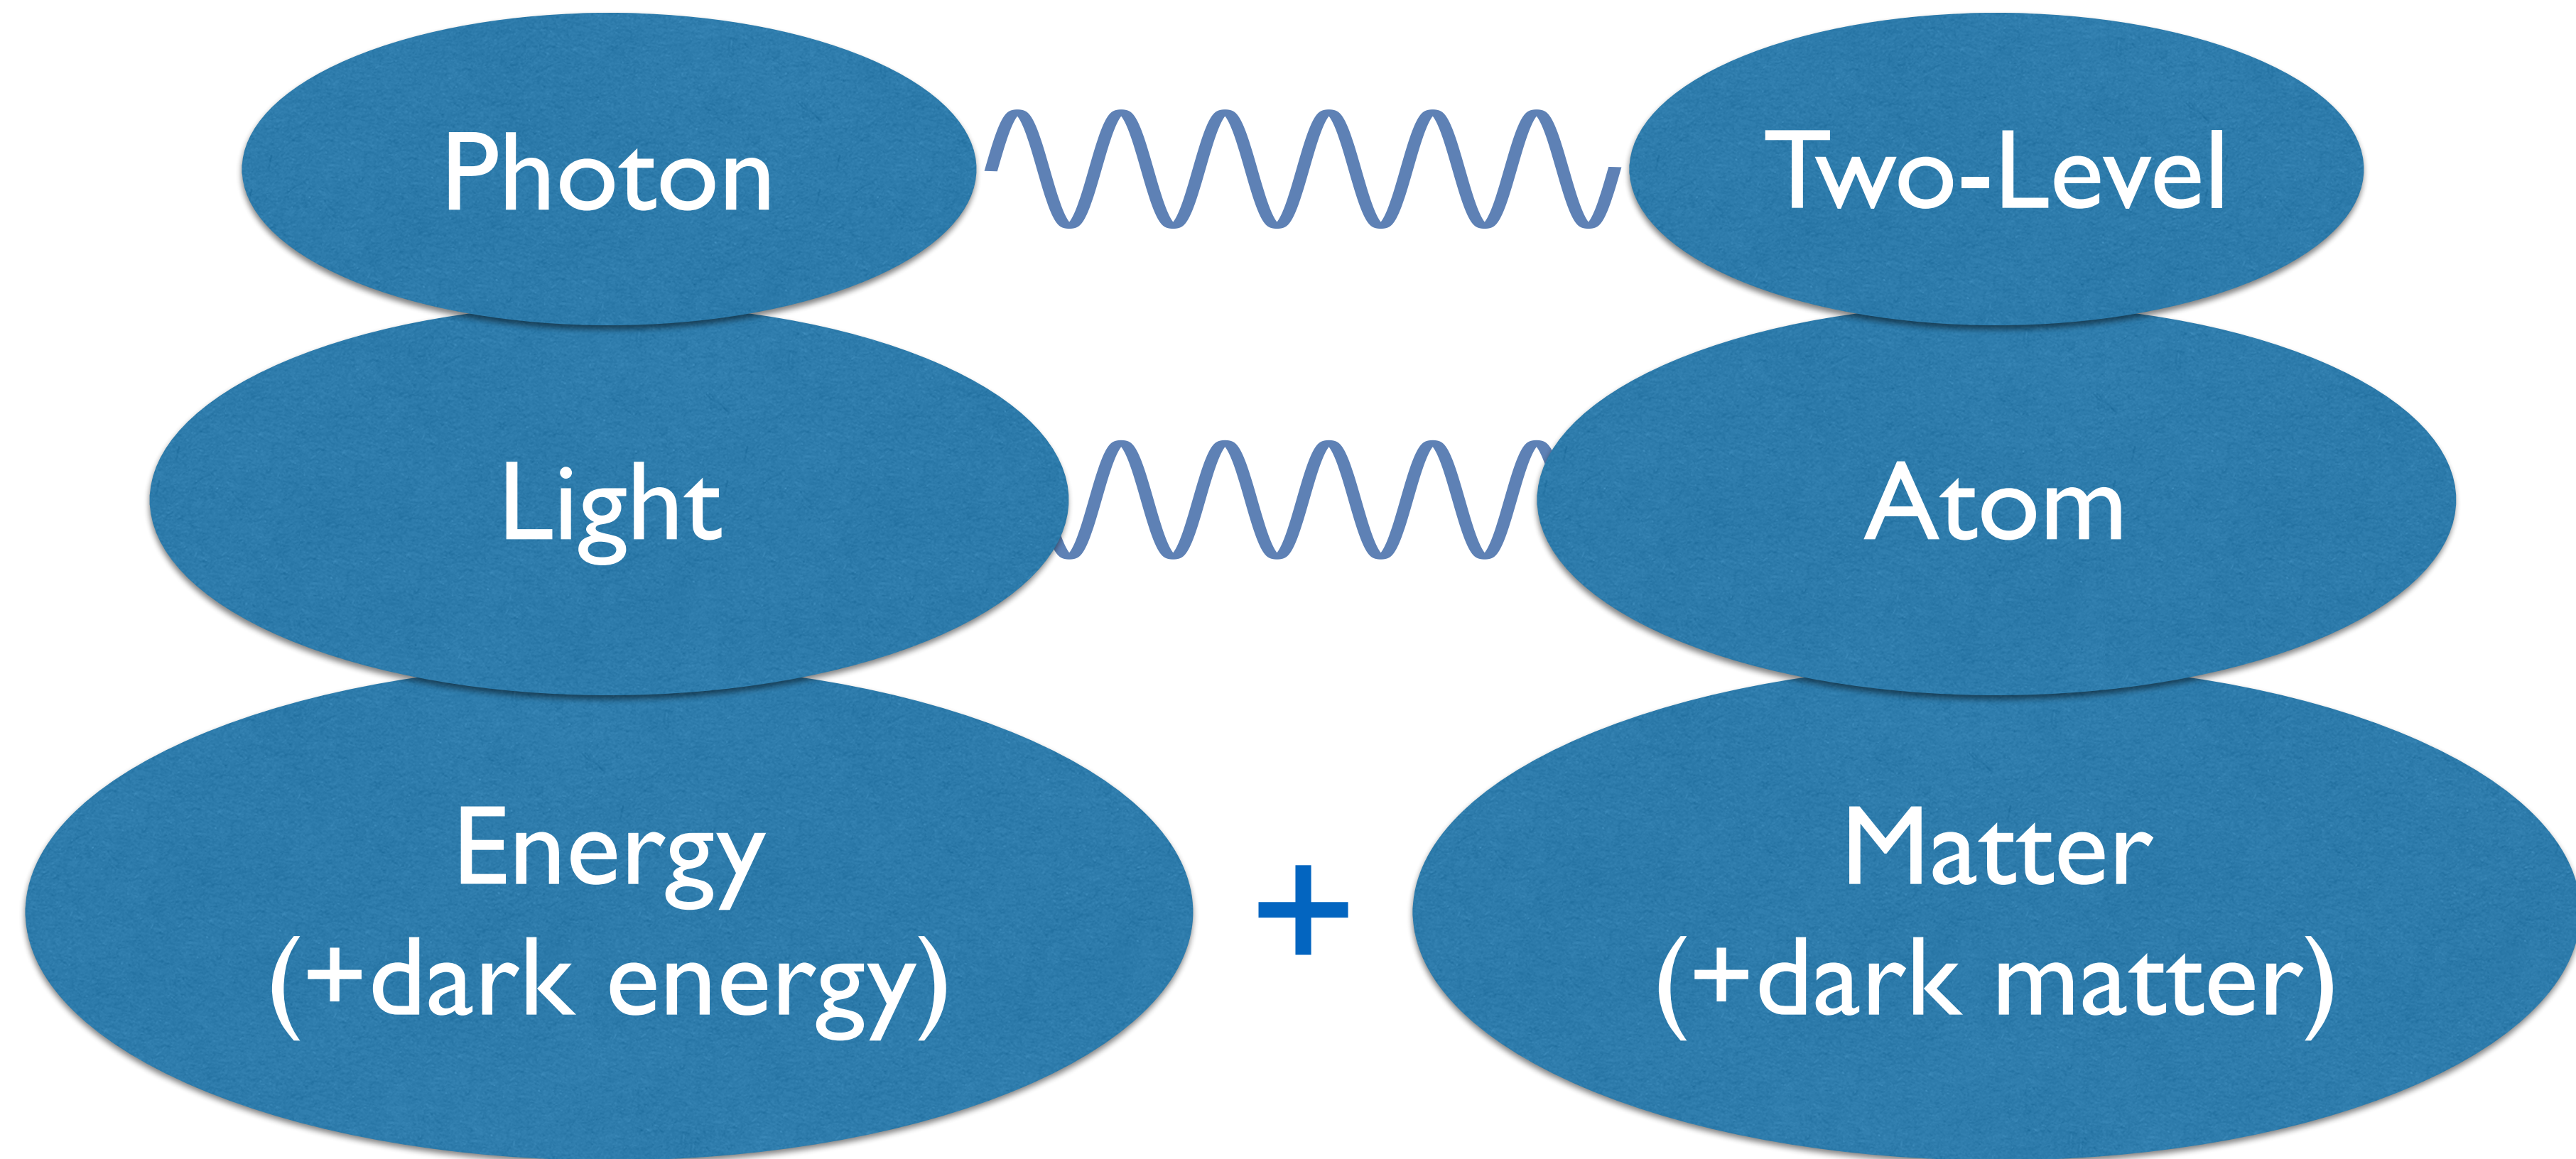 Photon
Two-Level
Light
Atom
Energy
(+dark energy)
+
Matter
(+dark matter)